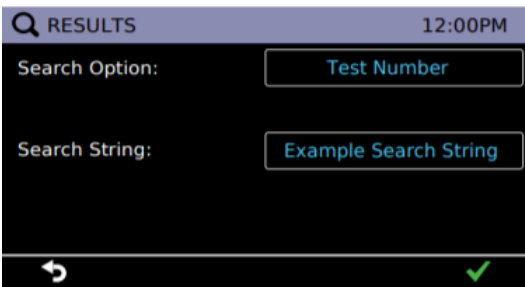 RESULTS 12:00PM
Search Option: Test Number
Search String: Example Search String